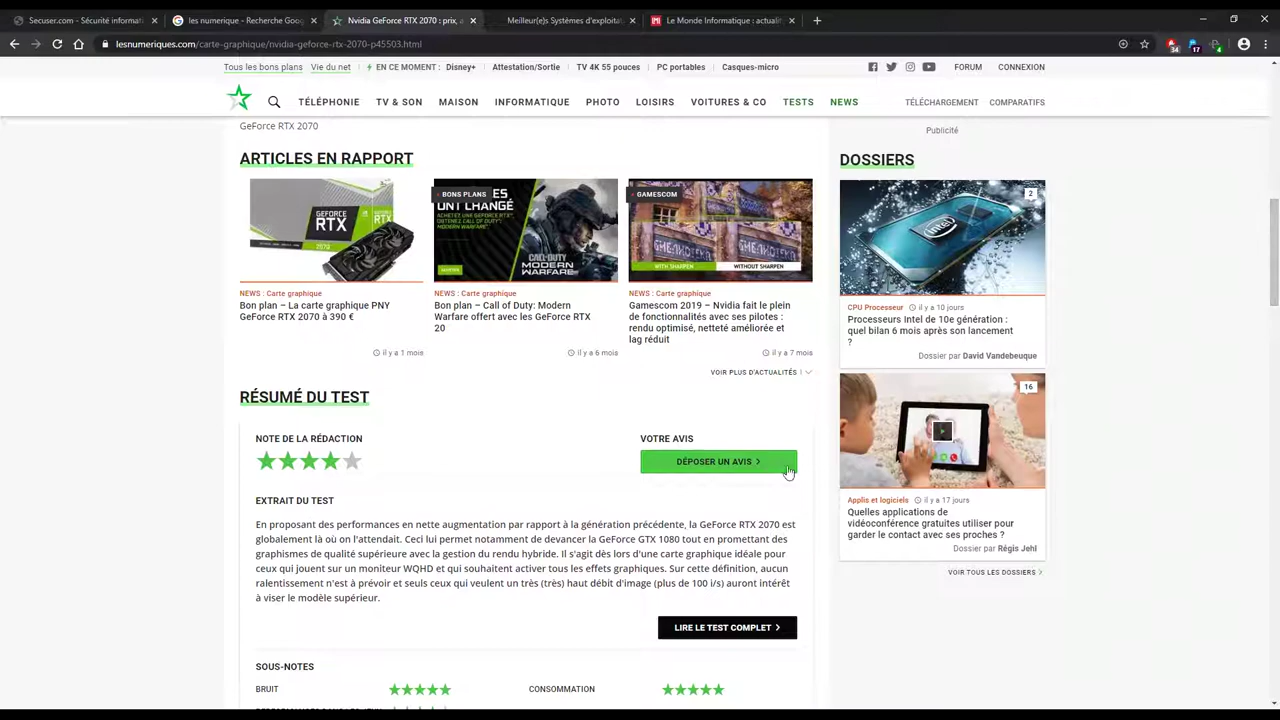 Secuser.com - Sécurité informati
les numerique - Recherche Goog
Nvidia GeForce RTX 2070 : prix, a
Meilleur(e)s Systèmes d'exploitat
Le Monde Informatique : actualit
lesnumeriques.com/carte-graphique/nvidia-geforce-rtx-2070-p45503.html
34
17
4
Tous les bons plans
Vie du net
EN CE MOMENT :
Disney+
Attestation/Sortie
TV 4K 55 pouces
PC portables
Casques-micro
FORUM
CONNEXION
TÉLÉPHONIE
TV & SON
MAISON
INFORMATIQUE
PHOTO
LOISIRS
VOITURES & CO
TESTS
NEWS
TÉLÉCHARGEMENT
COMPARATIFS
GeForce RTX 2070
Publicité
ARTICLES EN RAPPORT
GEFORCE
RTX
2070
NEWS : Carte graphique
Bon plan – La carte graphique PNY
GeForce RTX 2070 à 390 €
il y a 1 mois
BONS PLANS
ES
ONT CHANGÉ
CALL OF DUTY
MODERN
WARFARE
NEWS : Carte graphique
Bon plan – Call of Duty: Modern
Warfare offert avec les GeForce RTX
20
il y a 6 mois
GAMESCOM
WITH SHARPEN
WITHOUT SHARPEN
NEWS : Carte graphique
Gamescom 2019 – Nvidia fait le plein
de fonctionnalités avec ses pilotes :
rendu optimisé, netteté améliorée et
lag réduit
il y a 7 mois
VOIR PLUS D'ACTUALITÉS
RÉSUMÉ DU TEST
NOTE DE LA RÉDACTION
VOTRE AVIS
DÉPOSER UN AVIS
EXTRAIT DU TEST
En proposant des performances en nette augmentation par rapport à la génération précédente, la GeForce RTX 2070 est
globalement là où on l'attendait. Ceci lui permet notamment de devancer la GeForce GTX 1080 tout en promettant des
graphismes de qualité supérieure avec la gestion du rendu hybride. Il s'agit dès lors d'une carte graphique idéale pour
ceux qui jouent sur un moniteur WQHD et qui souhaitent activer tous les effets graphiques. Sur cette définition, aucun
ralentissement n'est à prévoir et seuls ceux qui veulent un très (très) haut débit d'image (plus de 100 i/s) auront intérêt
à viser le modèle supérieur.
LIRE LE TEST COMPLET
SOUS-NOTES
BRUIT
CONSOMMATION
DOSSIERS
2
intel
CPU Processeur
il y a 10 jours
Processeurs Intel de 10e génération :
quel bilan 6 mois après son lancement
?
Dossier par David Vandebeuque
16
Applis et logiciels
il y a 17 jours
Quelles applications de
vidéoconférence gratuites utiliser pour
garder le contact avec ses proches ?
Dossier par Régis Jehl
VOIR TOUS LES DOSSIERS